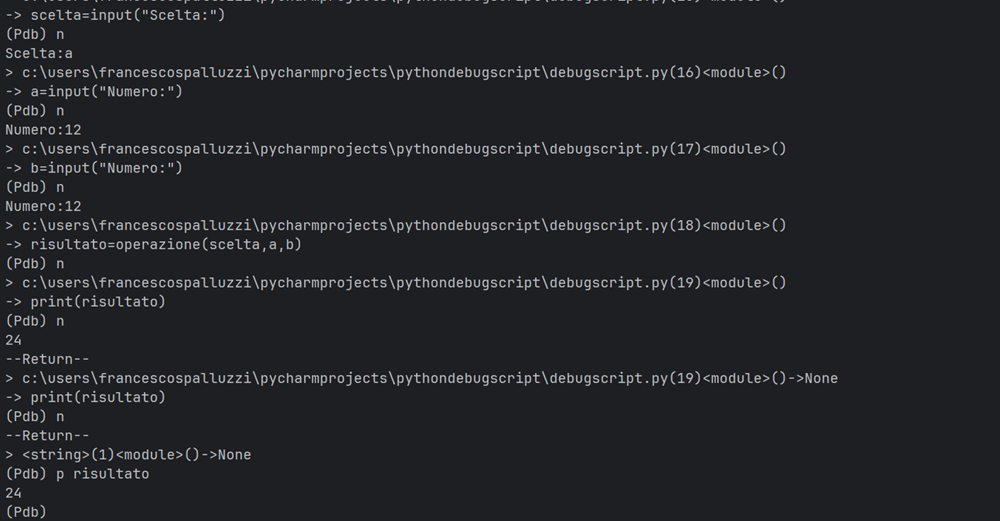 -> scelta=input("Scelta:")
(Pdb) n
Scelta:a
> c:\users\francescospalluzzi\pycharmprojects\pythondebugscript\debugscript.py(16)<module>()
-> a=input("Numero:")
(Pdb) n
Numero:12
> c:\users\francescospalluzzi\pycharmprojects\pythondebugscript\debugscript.py(17)<module>()
-> b=input("Numero:")
(Pdb) n
Numero:12
> c:\users\francescospalluzzi\pycharmprojects\pythondebugscript\debugscript.py(18)<module>()
-> risultato=operazione(scelta,a,b)
(Pdb) n
> c:\users\francescospalluzzi\pycharmprojects\pythondebugscript\debugscript.py(19)<module>()
-> print(risultato)
(Pdb) n
24
--Return--
> c:\users\francescospalluzzi\pycharmprojects\pythondebugscript\debugscript.py(19)<module>()->None
-> print(risultato)
(Pdb) n
--Return--
> <string>(1)<module>()->None
(Pdb) p risultato
24
(Pdb)